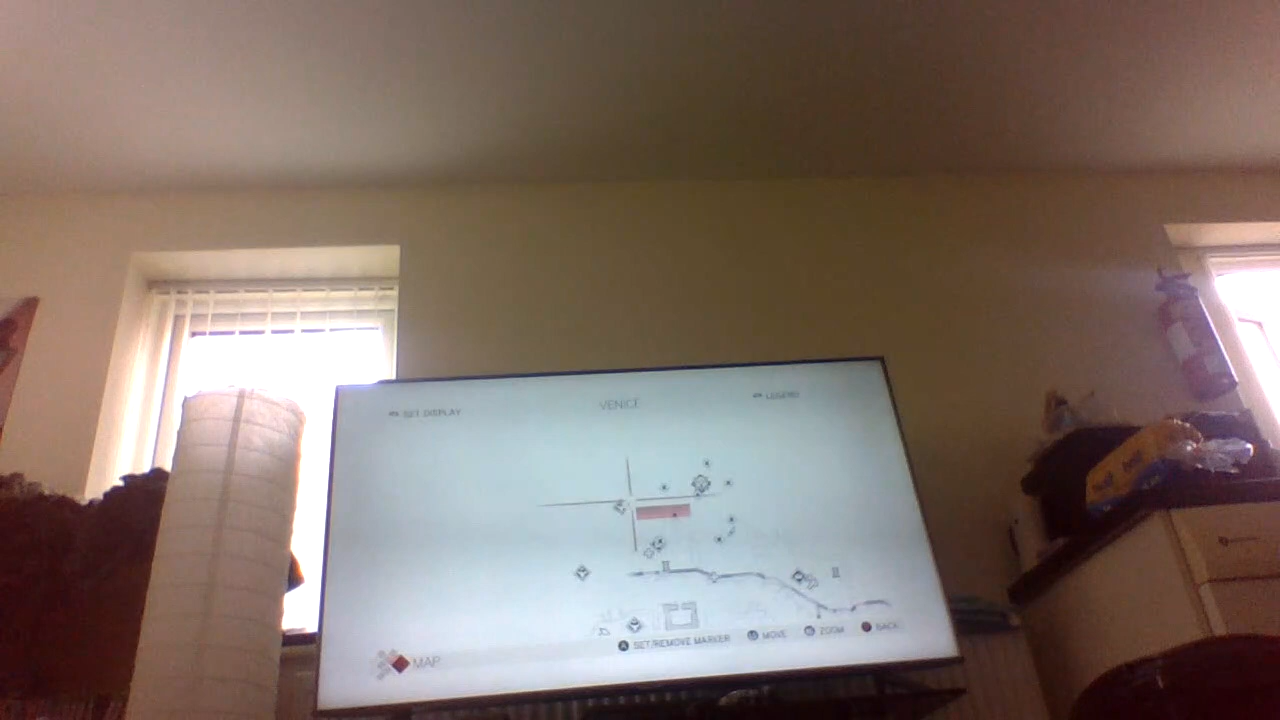 SET DISPLAY
VENICE
LEGEND
SET/REMOVE MARKER
MOVE
ZOOM
BACK
MAP